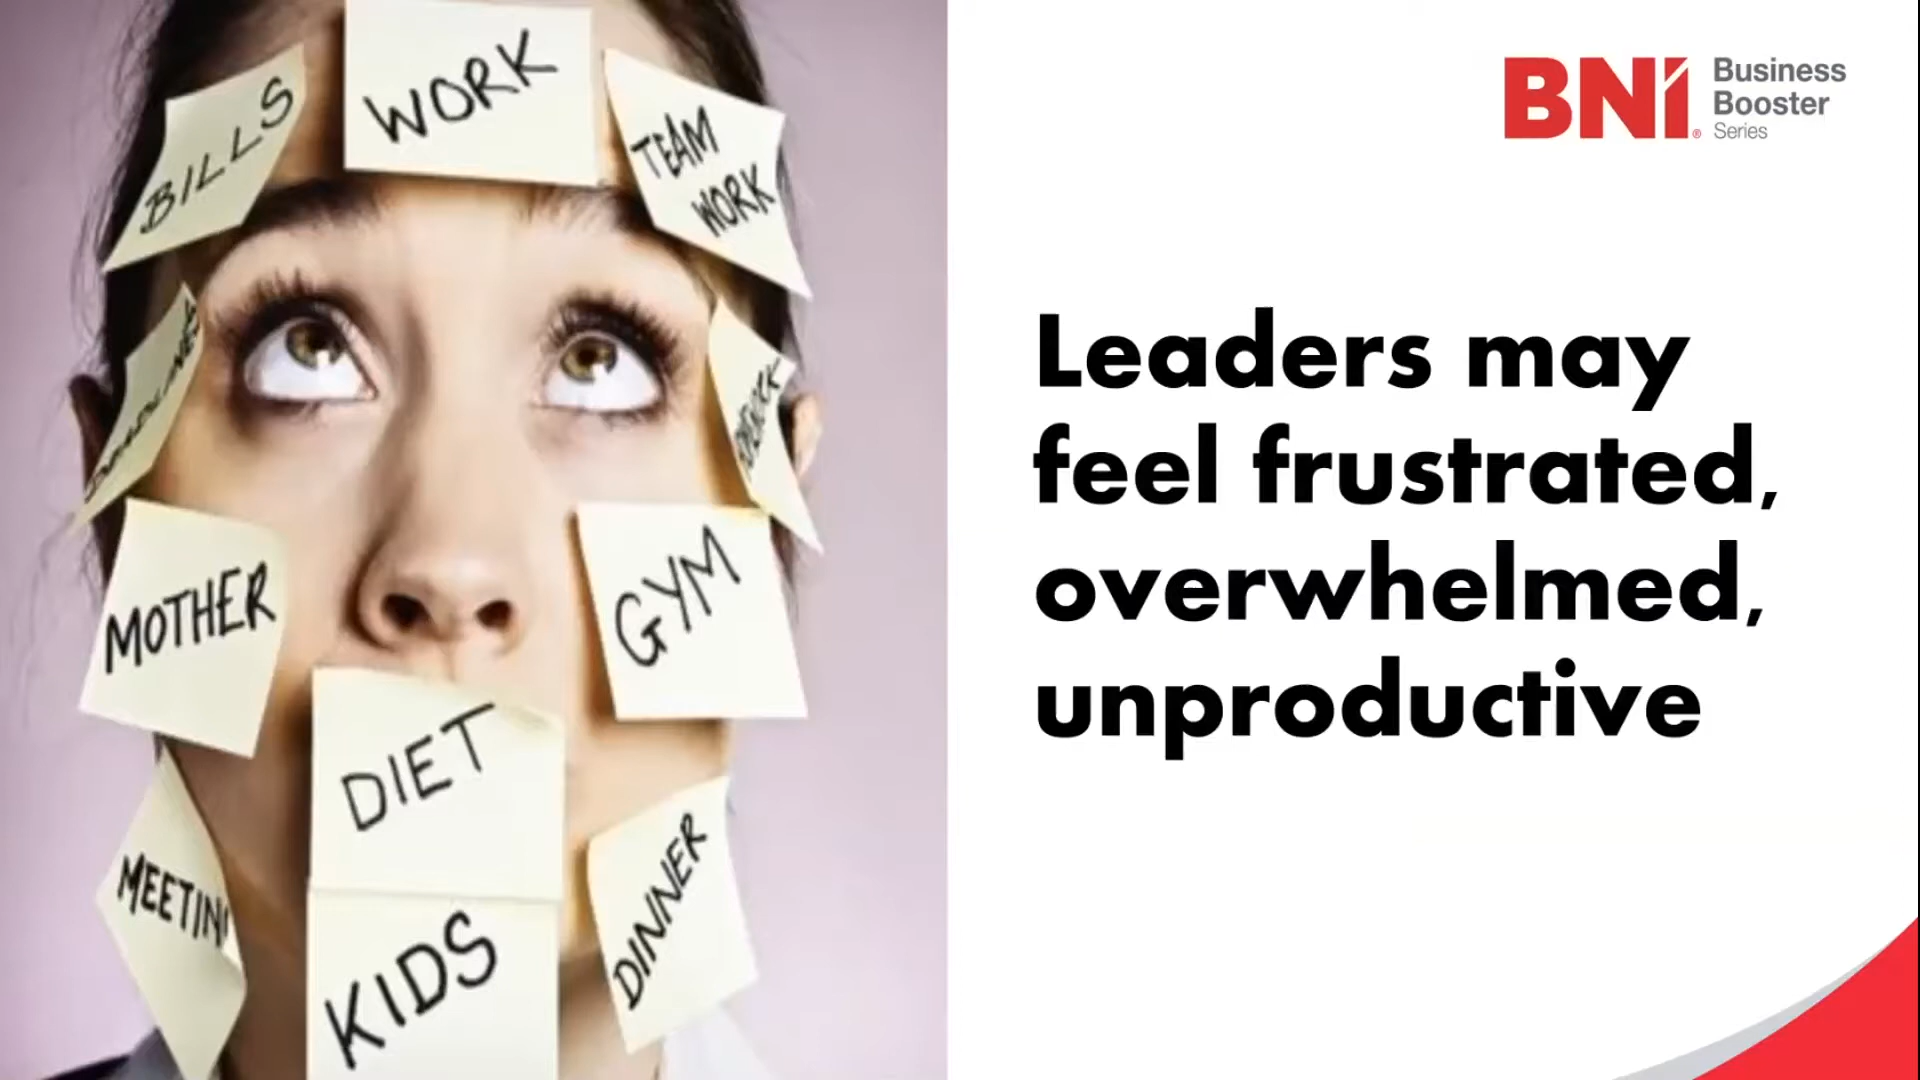 WORK
BILLS
TEAM
WORK
MOTHER
GYM
DIET
MEETIN
DINNER
KIDS
BNI®
Business
Booster
Series
Leaders may
feel frustrated,
overwhelmed,
unproductive